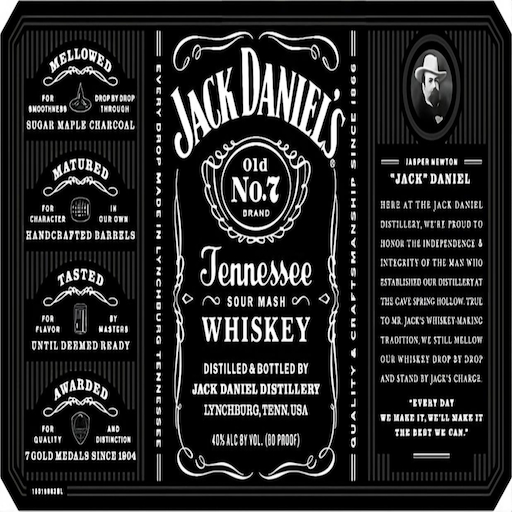 MELLOWED
FOR SMOOTHNESS
DROP BY DROP THROUGH
SUGAR MAPLE CHARCOAL
MATURED
FOR CHARACTER
IN OUR OWN
HANDCRAFTED BARRELS
TASTED
FOR FLAVOR
BY MASTERS
UNTIL DEEMED READY
AWARDED
FOR QUALITY
AND DISTINCTION
7 GOLD MEDALS SINCE 1904
EVERY DROP MADE IN LYNCHBURG TENNESSEE
JACK DANIEL'S
Old
No.7
BRAND
Tennessee
SOUR MASH
WHISKEY
DISTILLED & BOTTLED BY
JACK DANIEL DISTILLERY
LYNCHBURG, TENN. USA
40% ALC BY VOL. (80 PROOF)
QUALITY & CRAFTSMANSHIP SINCE 1866
JASPER NEWTON
"JACK" DANIEL
HERE AT THE JACK DANIEL
DISTILLERY, WE'RE PROUD TO
HONOR THE INDEPENDENCE &
INTEGRITY OF THE MAN WHO
ESTABLISHED OUR DISTILLERY AT
THE CAVE SPRING HOLLOW. TRUE
TO MR. JACK'S WHISKEY-MAKING
TRADITION, WE STILL MELLOW
OUR WHISKEY DROP BY DROP
AND STAND BY JACK'S CHARGE.
"EVERY DAY
WE MAKE IT, WE'LL MAKE IT
THE BEST WE CAN."